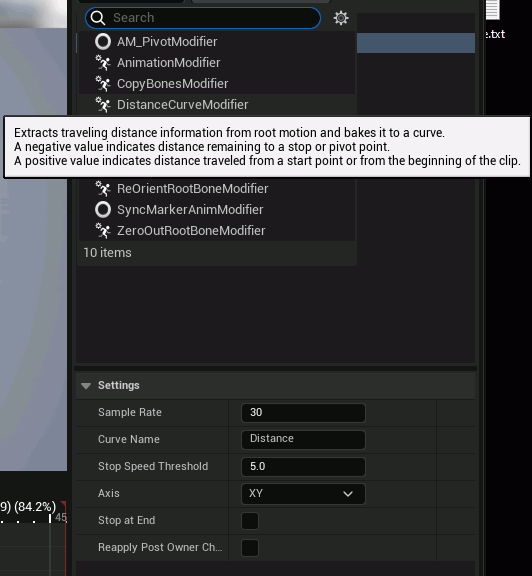 Search
AM_PivotModifier
e.txt
AnimationModifier
CopyBonesModifier
DistanceCurveModifier
Extracts traveling distance information from root motion and bakes it to a curve.
A negative value indicates distance remaining to a stop or pivot point.
A positive value indicates distance traveled from a start point or from the beginning of the clip.
ReOrientRootBoneModifier
SyncMarkerAnimModifier
ZeroOutRootBoneModifier
10 items
Settings
Sample Rate 30
Curve Name Distance
Stop Speed Threshold 5.0
Axis XY
9) (84.2%)
45
Stop at End
Reapply Post Owner Ch...